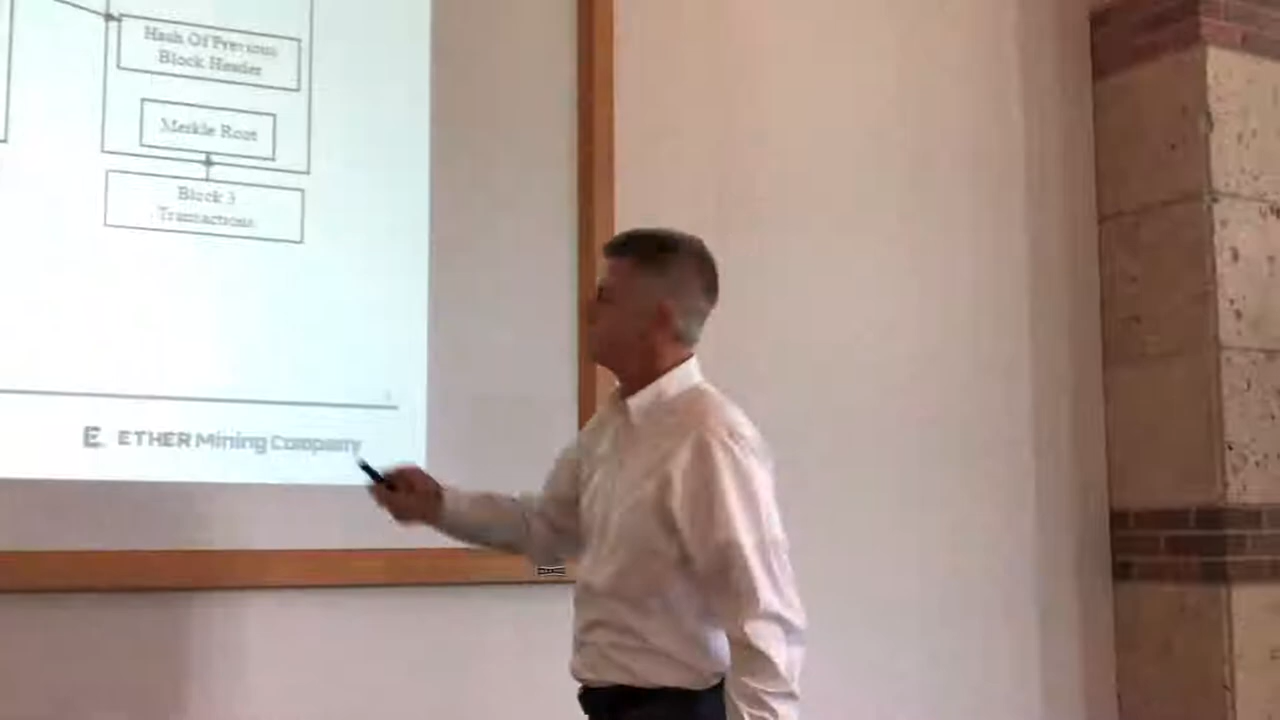 Hash Of Previous
Block Header
Merkle Root
Block 3
Transactions
E ETHER Mining Company